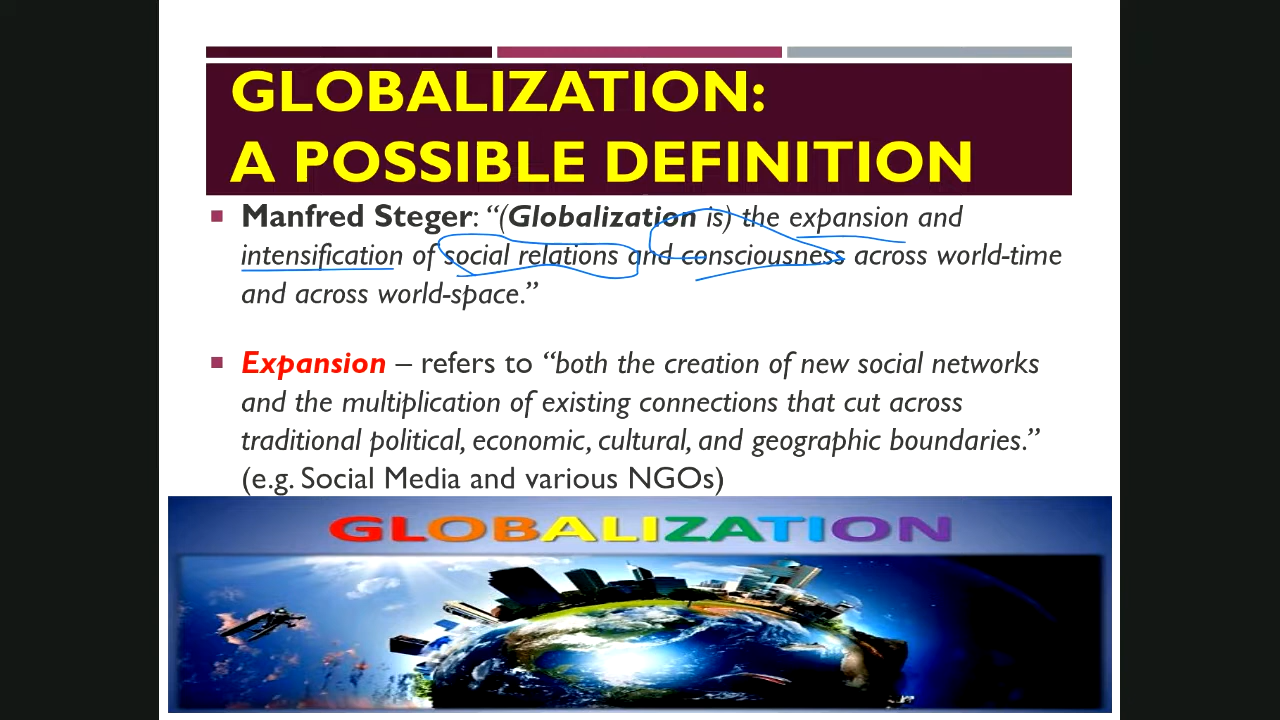 GLOBALIZATION:
A POSSIBLE DEFINITION
Manfred Steger: “(Globalization is) the expansion and
intensification of social relations and consciousness across world-time
and across world-space.”
Expansion – refers to “both the creation of new social networks
and the multiplication of existing connections that cut across
traditional political, economic, cultural, and geographic boundaries.”
(e.g. Social Media and various NGOs)
GLOBALIZATION